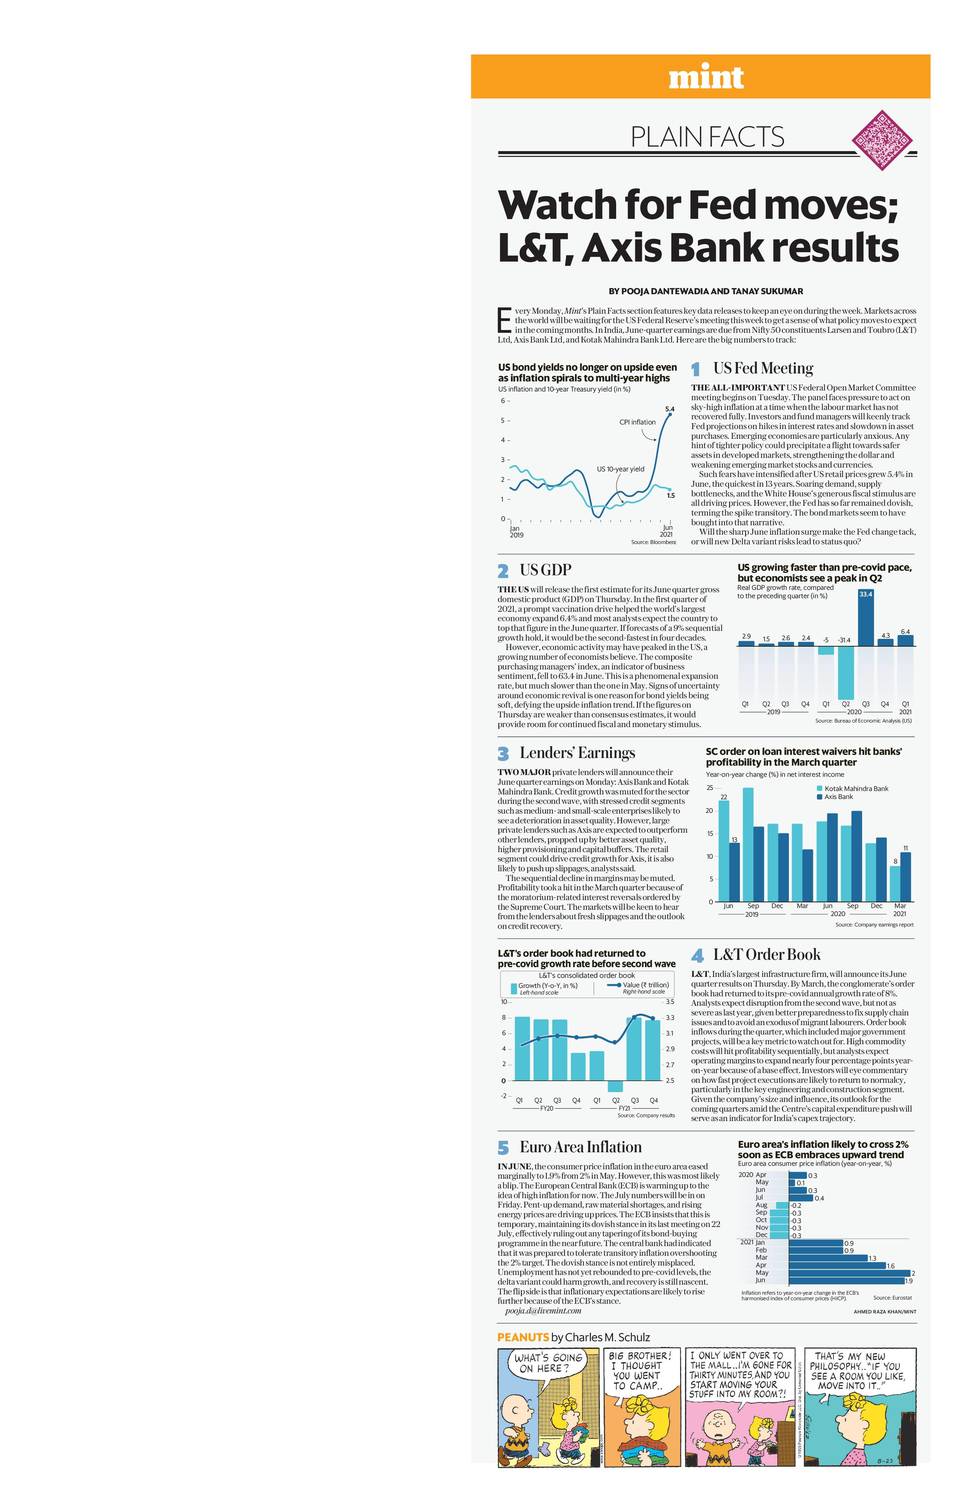 mint
PLAIN FACTS
Watch for Fed moves;
L&T, Axis Bank results
BY POOJA DANTEWADIA AND TANAY SUKUMAR
Every Monday, Mint's Plain Facts section features key data releases to keep an eye on during the week. Markets across
the world will be waiting for the US Federal Reserve's meeting this week to get a sense of what policy moves to expect
in the coming months. In India, June-quarter earnings are due from Nifty 50 constituents Larsen and Toubro (L&T)
Ltd, Axis Bank Ltd, and Kotak Mahindra Bank Ltd. Here are the big numbers to track:
US bond yields no longer on upside even
as inflation spirals to multi-year highs
US inflation and 10-year Treasury yield (in %)
6
5
4
3
2
1
0
5.4
CPI inflation
US 10-year yield
1.5
Jan
2019
Jun
2021
Source: Bloomberg
1 US Fed Meeting
THE ALL-IMPORTANT US Federal Open Market Committee
meeting begins on Tuesday. The panel faces pressure to act on
sky-high inflation at a time when the labour market has not
recovered fully. Investors and fund managers will keenly track
Fed projections on hikes in interest rates and slowdown in asset
purchases. Emerging economies are particularly anxious. Any
hint of tighter policy could precipitate a flight towards safer
assets in developed markets, strengthening the dollar and
weakening emerging market stocks and currencies.
Such fears have intensified after US retail prices grew 5.4% in
June, the quickest in 13 years. Soaring demand, supply
bottlenecks, and the White House's generous fiscal stimulus are
all driving prices. However, the Fed has so far remained dovish,
terming the spike transitory. The bond markets seem to have
bought into that narrative.
Will the sharp June inflation surge make the Fed change tack,
or will new Delta variant risks lead to status quo?
2 US GDP
THE US will release the first estimate for its June quarter gross
domestic product (GDP) on Thursday. In the first quarter of
2021, a prompt vaccination drive helped the world's largest
economy expand 6.4% and most analysts expect the country to
top that figure in the June quarter. If forecasts of a 9% sequential
growth hold, it would be the second-fastest in four decades.
However, economic activity may have peaked in the US, a
growing number of economists believe. The composite
purchasing managers' index, an indicator of business
sentiment, fell to 63.4 in June. This is a phenomenal expansion
rate, but much slower than the one in May. Signs of uncertainty
around economic revival is one reason for bond yields being
soft, defying the upside inflation trend. If the figures on
Thursday are weaker than consensus estimates, it would
provide room for continued fiscal and monetary stimulus.
US growing faster than pre-covid pace,
but economists see a peak in Q2
Real GDP growth rate, compared
to the preceding quarter (in %)
2.9 1.5 2.6 2.4 -5 -31.4 33.4 4.3 6.4
Q1 Q2 Q3 Q4 Q1 Q2 Q3 Q4 Q1
2019 2020 2021
Source: Bureau of Economic Analysis (US)
3 Lenders' Earnings
TWO MAJOR private lenders will announce their
June quarter earnings on Monday: Axis Bank and Kotak
Mahindra Bank. Credit growth was muted for the sector
during the second wave, with stressed credit segments
such as medium- and small-scale enterprises likely to
see a deterioration in asset quality. However, large
private lenders such as Axis are expected to outperform
other lenders, propped up by better asset quality,
higher provisioning and capital buffers. The retail
segment could drive credit growth for Axis, it is also
likely to push up slippages, analysts said.
The sequential decline in margins may be muted.
Profitability took a hit in the March quarter because of
the moratorium-related interest reversals ordered by
the Supreme Court. The markets will be keen to hear
from the lenders about fresh slippages and the outlook
on credit recovery.
SC order on loan interest waivers hit banks'
profitability in the March quarter
Year-on-year change (%) in net interest income
Kotak Mahindra Bank
Axis Bank
25
20
15
10
5
0
22 13 8 11
Jun Sep Dec Mar Jun Sep Dec Mar
2019 2020 2021
Source: Company earnings report
L&T's order book had returned to
pre-covid growth rate before second wave
L&T's consolidated order book
Growth (Y-o-Y, in %)
Left-hand scale
Value (₹ trillion)
Right-hand scale
10 3.5
8 3.3
6 3.1
4 2.9
2 2.7
0 2.5
-2
Q1 Q2 Q3 Q4 Q1 Q2 Q3 Q4
FY20 FY21
Source: Company results
4 L&T Order Book
L&T, India's largest infrastructure firm, will announce its June
quarter results on Thursday. By March, the conglomerate's order
book had returned to its pre-covid annual growth rate of 8%.
Analysts expect disruption from the second wave, but not as
severe as last year, given better preparedness to fix supply chain
issues and to avoid an exodus of migrant labourers. Order book
inflows during the quarter, which included major government
projects, will be a key metric to watch out for. High commodity
costs will hit profitability sequentially, but analysts expect
operating margins to expand nearly four percentage points year-
on-year because of a base effect. Investors will eye commentary
on how fast project executions are likely to return to normalcy,
particularly in the key engineering and construction segment.
Given the company's size and influence, its outlook for the
coming quarters amid the Centre's capital expenditure push will
serve as an indicator for India's capex trajectory.
5 Euro Area Inflation
IN JUNE, the consumer price inflation in the euro area eased
marginally to 1.9% from 2% in May. However, this was most likely
a blip. The European Central Bank (ECB) is warming up to the
idea of high inflation for now. The July numbers will be in on
Friday. Pent-up demand, raw material shortages, and rising
energy prices are driving up prices. The ECB insists that this is
temporary, maintaining its dovish stance in its last meeting on 22
July, effectively ruling out any tapering of its bond-buying
programme in the near future. The central bank had indicated
that it was prepared to tolerate transitory inflation overshooting
the 2% target. The dovish stance is not entirely misplaced.
Unemployment has not yet rebounded to pre-covid levels, the
delta variant could harm growth, and recovery is still nascent.
The flip side is that inflationary expectations are likely to rise
further because of the ECB's stance.
pooja.d@livemint.com
Euro area's inflation likely to cross 2%
soon as ECB embraces upward trend
Euro area consumer price inflation (year-on-year, %)
2020 Apr 0.3
May 0.1
Jun 0.3
Jul 0.4
Aug -0.2
Sep -0.3
Oct -0.3
Nov -0.3
Dec -0.3
2021 Jan 0.9
Feb 0.9
Mar 1.3
Apr 1.6
May 2
Jun 1.9
Inflation refers to year-on-year change in the ECB's
harmonised index of consumer prices (HICP).
Source: Eurostat
AHMED RAZA KHAN/MINT
PEANUTS by Charles M. Schulz
WHAT'S GOING
ON HERE?
BIG BROTHER!
I THOUGHT
YOU WENT
TO CAMP..
I ONLY WENT OVER TO
THE MALL..I'M GONE FOR
THIRTY MINUTES, AND YOU
START MOVING YOUR
STUFF INTO MY ROOM?!
THAT'S MY NEW
PHILOSOPHY.."IF YOU
SEE A ROOM YOU LIKE,
MOVE INTO IT.."
8-23